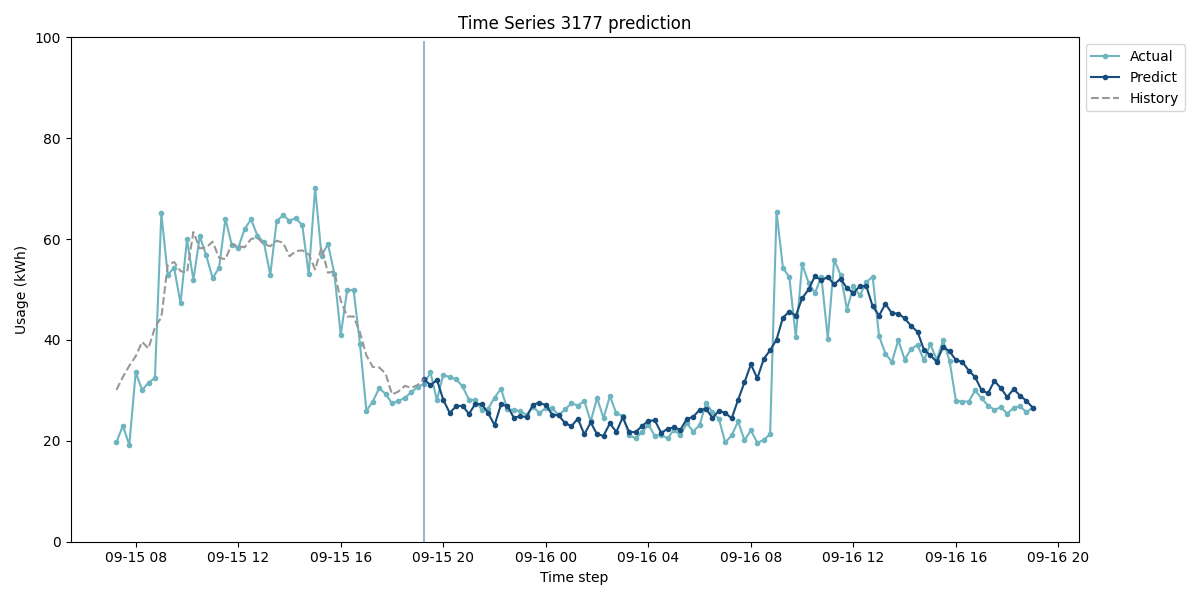 Time Series 3177 prediction
100
80
60
40
20
0
Usage (kWh)
09-15 08
09-15 12
09-15 16
09-15 20
09-16 00
09-16 04
09-16 08
09-16 12
09-16 16
09-16 20
Time step
Actual
Predict
History